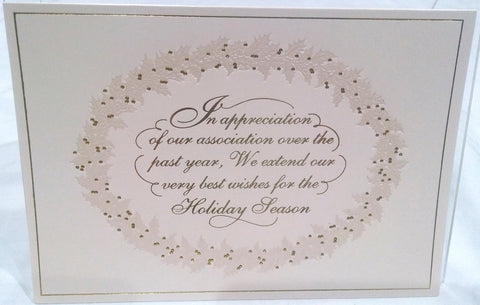 In appreciation
of our association over the
past year, We extend our
very best wishes for the
Holiday Season